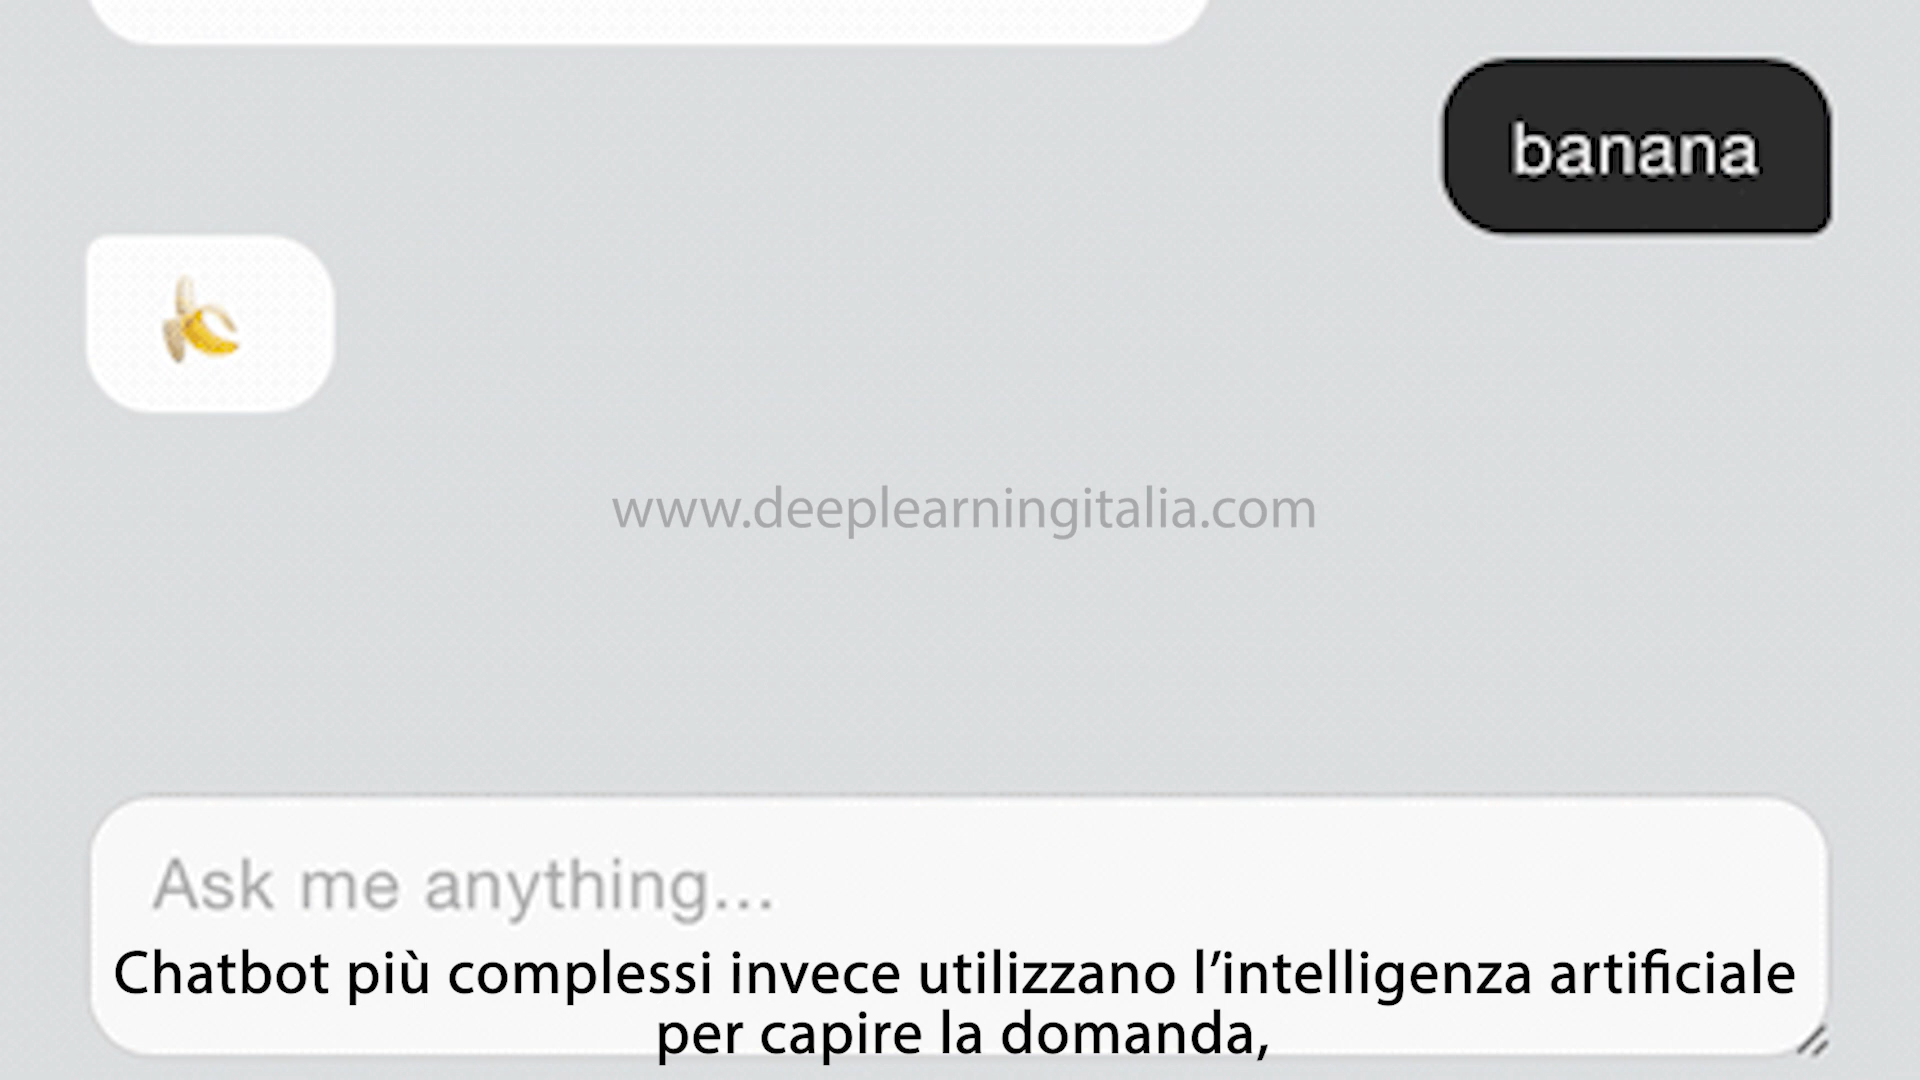 banana
www.deeplearningitalia.com
Ask me anything...
Chatbot più complessi invece utilizzano l’intelligenza artificiale
per capire la domanda,